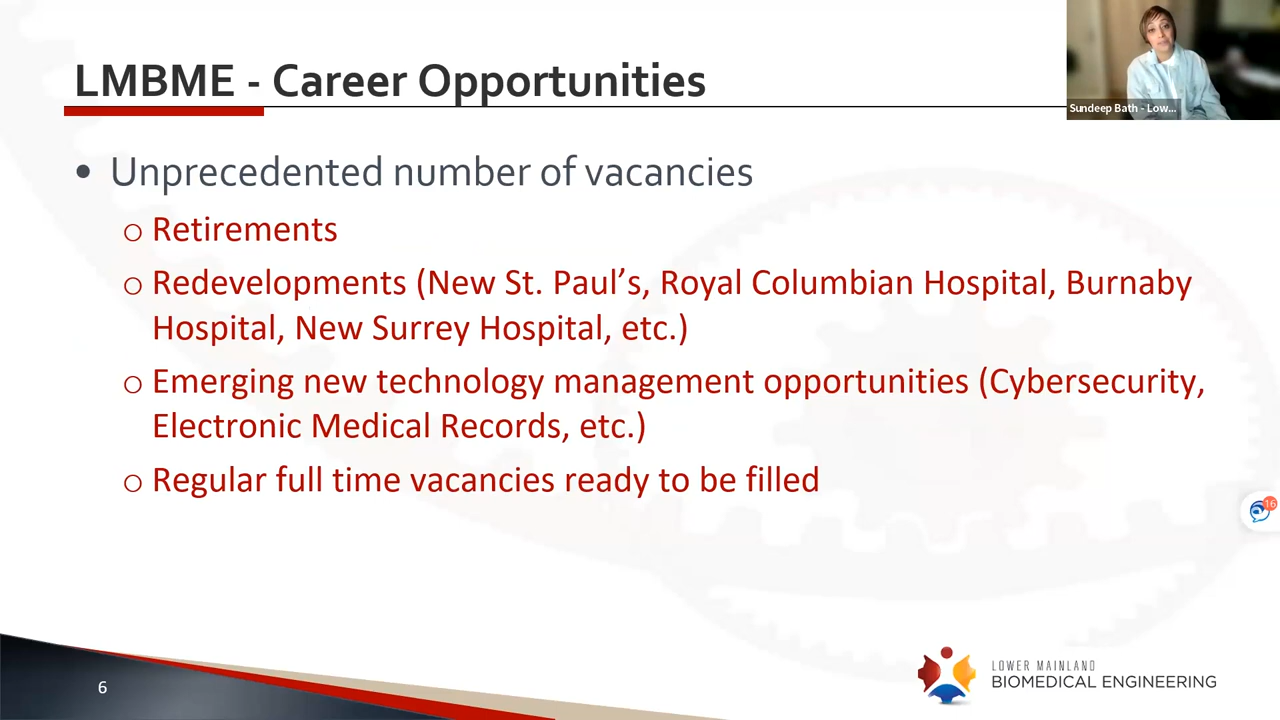 LMBME - Career Opportunities
Sundeep Bath - Low...
• Unprecedented number of vacancies
o Retirements
o Redevelopments (New St. Paul’s, Royal Columbian Hospital, Burnaby
Hospital, New Surrey Hospital, etc.)
o Emerging new technology management opportunities (Cybersecurity,
Electronic Medical Records, etc.)
o Regular full time vacancies ready to be filled
16
6
LOWER MAINLAND
BIOMEDICAL ENGINEERING